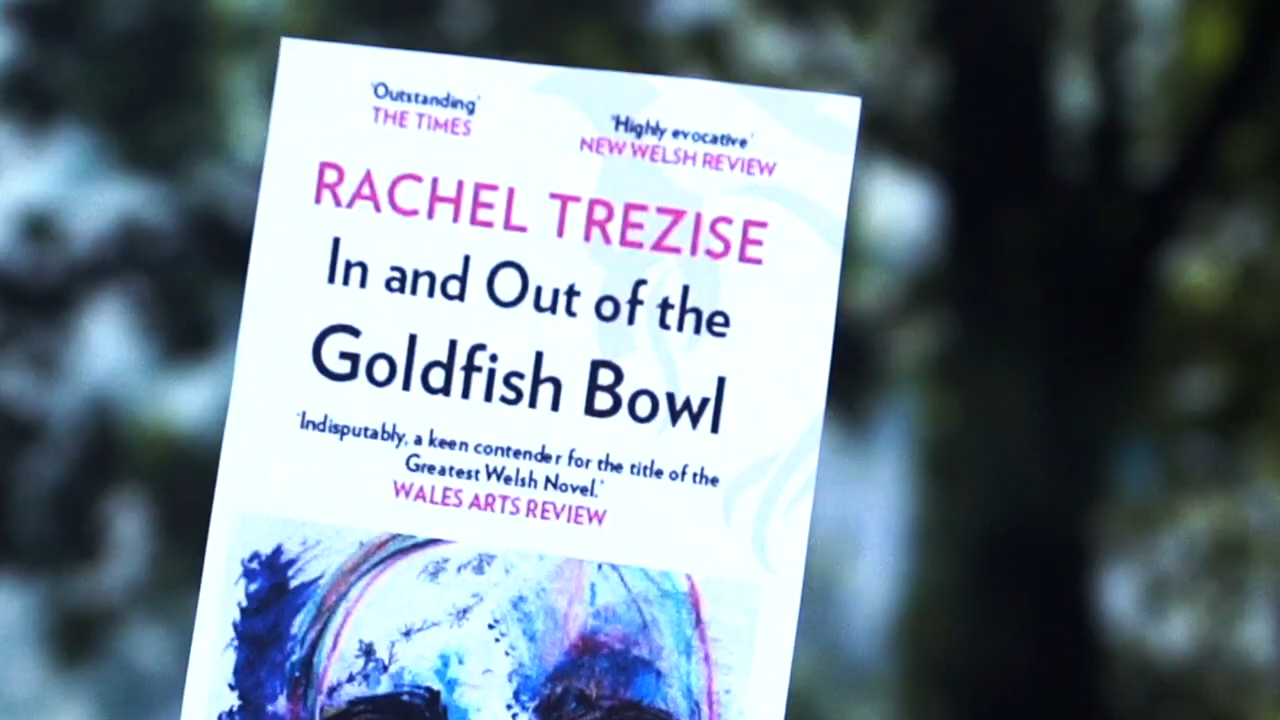 'Outstanding'
THE TIMES
'Highly evocative'
NEW WELSH REVIEW
RACHEL TREZISE
In and Out of the
Goldfish Bowl
'Indisputably, a keen contender for the title of the
Greatest Welsh Novel.'
WALES ARTS REVIEW